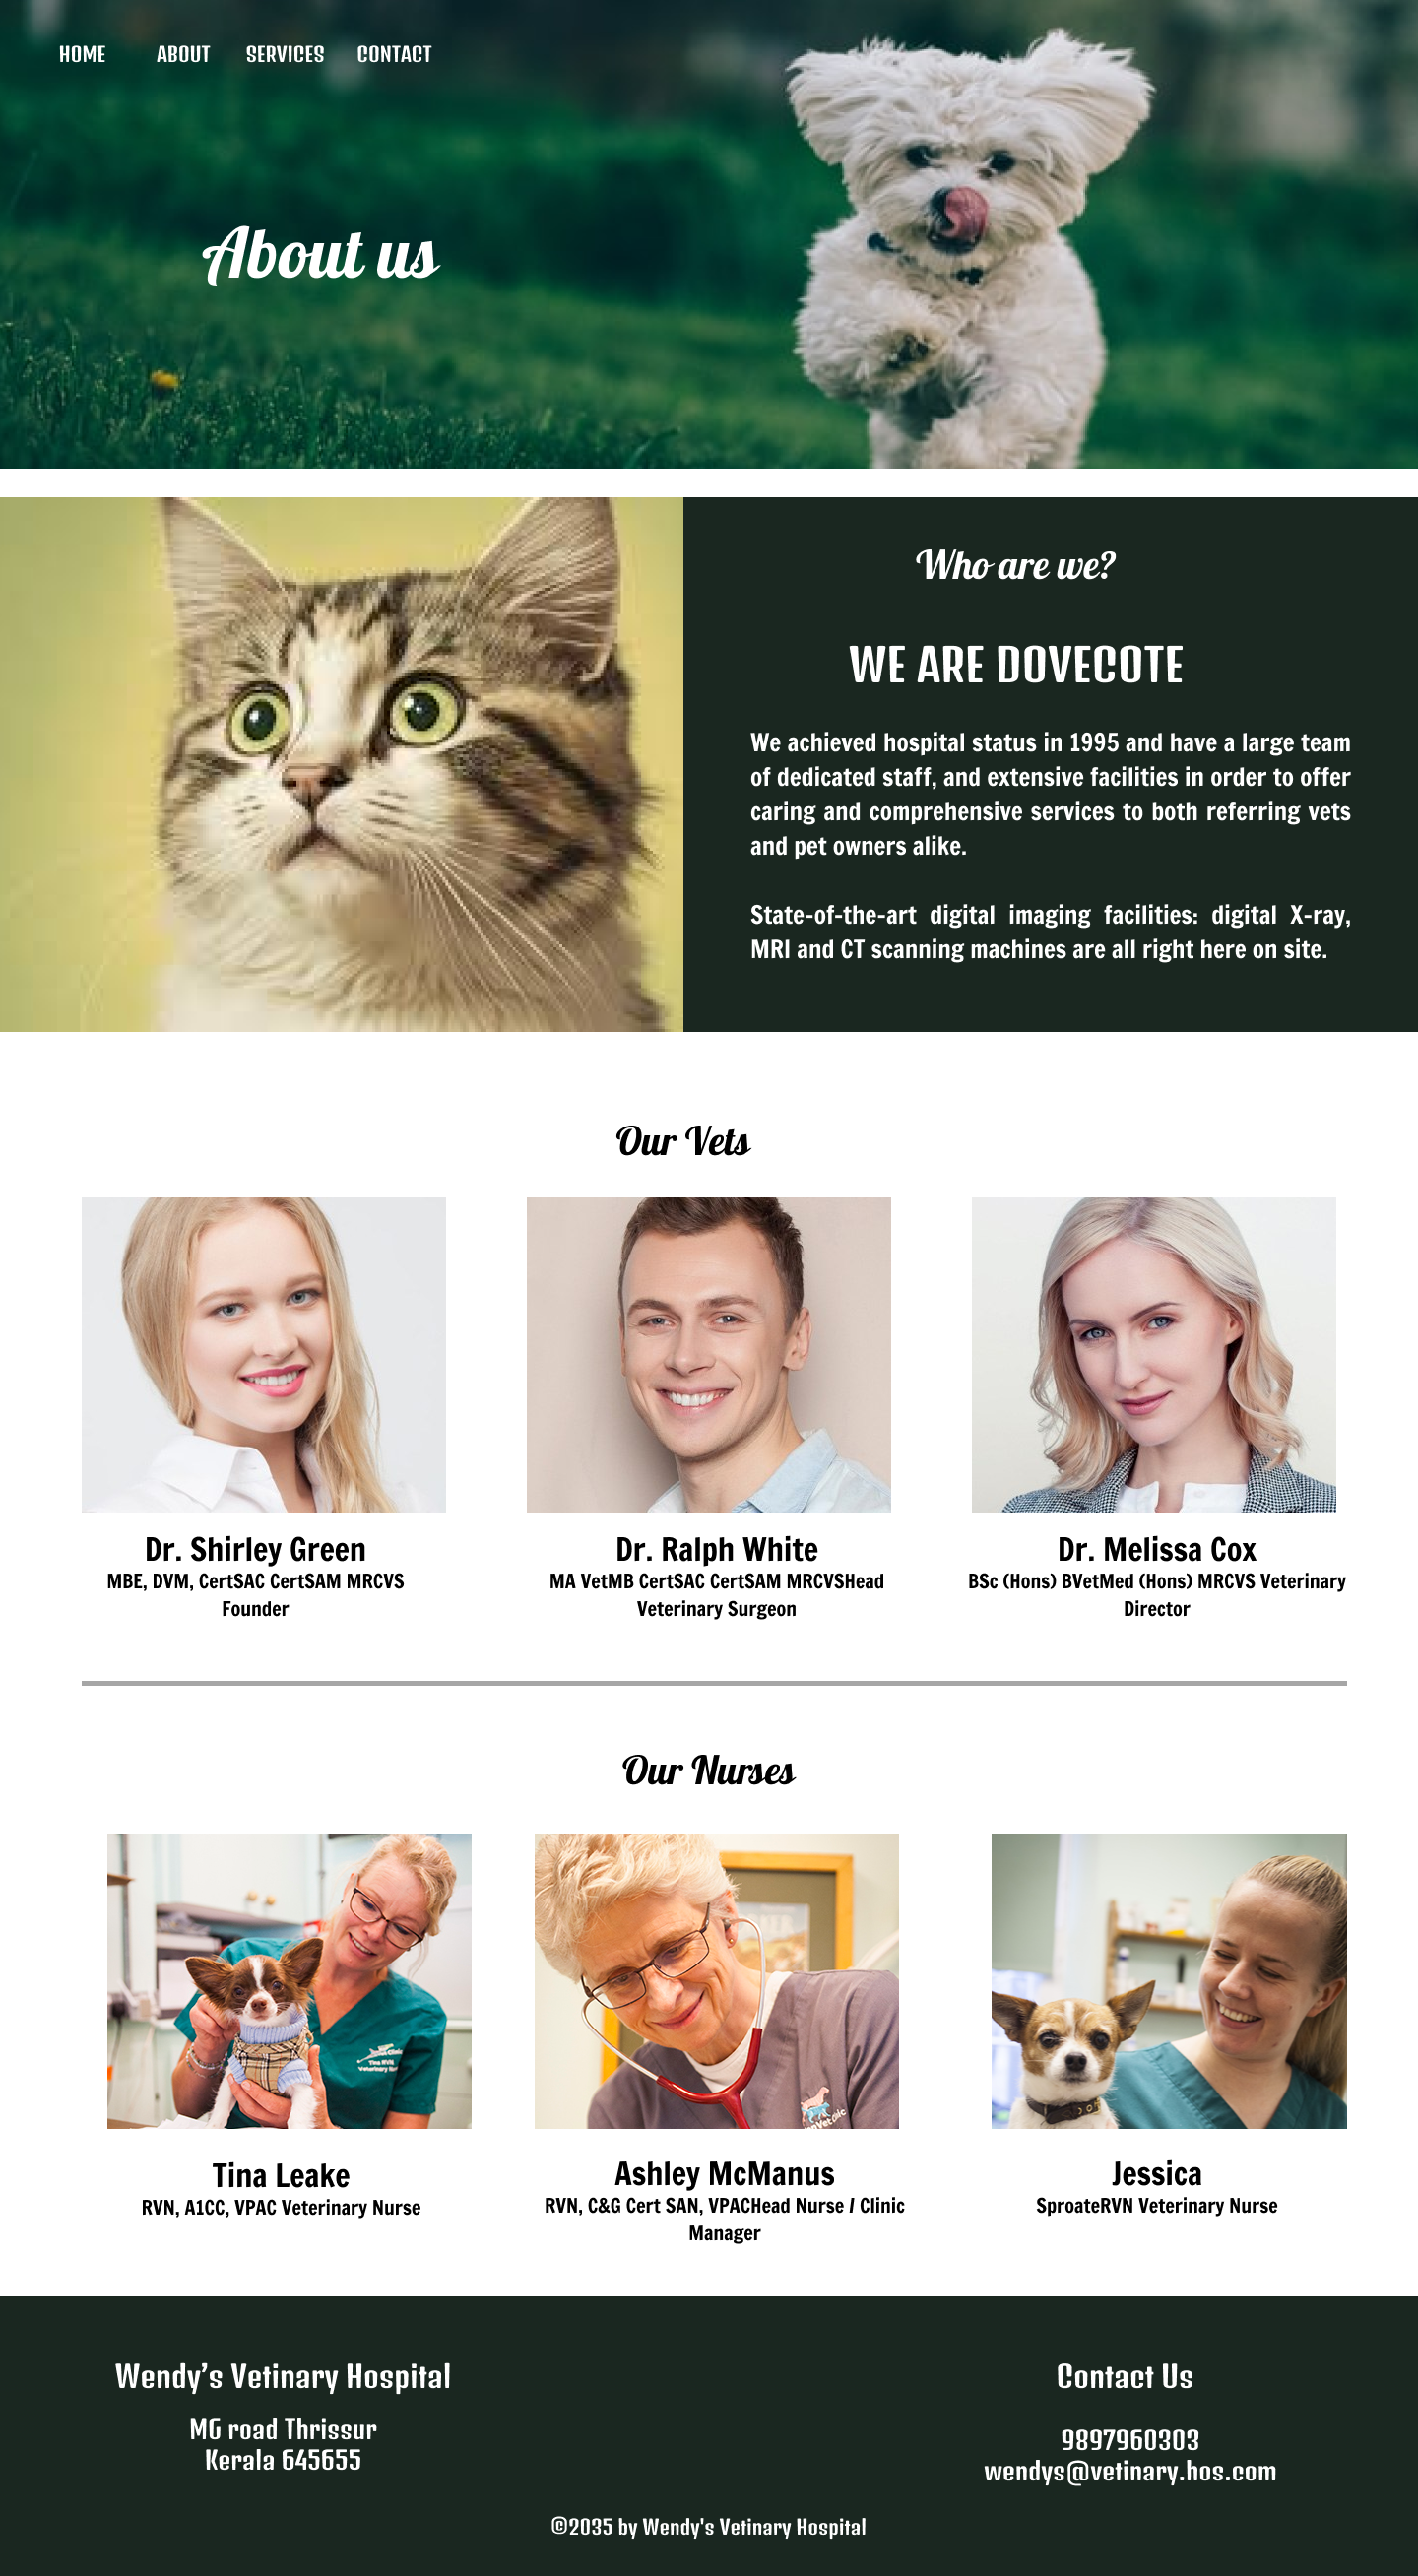 HOME ABOUT SERVICES CONTACT
About us
Who are we?
WE ARE DOVECOTE
We achieved hospital status in 1995 and have a large team
of dedicated staff, and extensive facilities in order to offer
caring and comprehensive services to both referring vets
and pet owners alike.
State-of-the-art digital imaging facilities: digital X-ray,
MRI and CT scanning machines are all right here on site.
Our Vets
Dr. Shirley Green
MBE, DVM, CertSAC CertSAM MRCVS
Founder
Dr. Ralph White
MA VetMB CertSAC CertSAM MRCVSHead
Veterinary Surgeon
Dr. Melissa Cox
BSc (Hons) BVetMed (Hons) MRCVS Veterinary
Director
Our Nurses
Tina Leake
RVN, A1CC, VPAC Veterinary Nurse
Ashley McManus
RVN, C&G Cert SAN, VPACHead Nurse / Clinic
Manager
Jessica
SproateRVN Veterinary Nurse
Wendy’s Vetinary Hospital
MG road Thrissur
Kerala 645655
Contact Us
9897960303
wendys@vetinary.hos.com
©2035 by Wendy's Vetinary Hospital